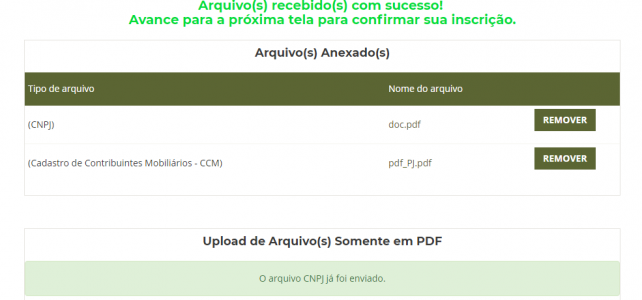 Arquivo(s) recebido(s) com sucesso!
Avance para a próxima tela para confirmar sua inscrição.
Arquivo(s) Anexado(s)
Tipo de arquivo Nome do arquivo
(CNPJ) doc.pdf REMOVER
(Cadastro de Contribuintes Mobiliários - CCM) pdf_PJ.pdf REMOVER
Upload de Arquivo(s) Somente em PDF
O arquivo CNPJ já foi enviado.